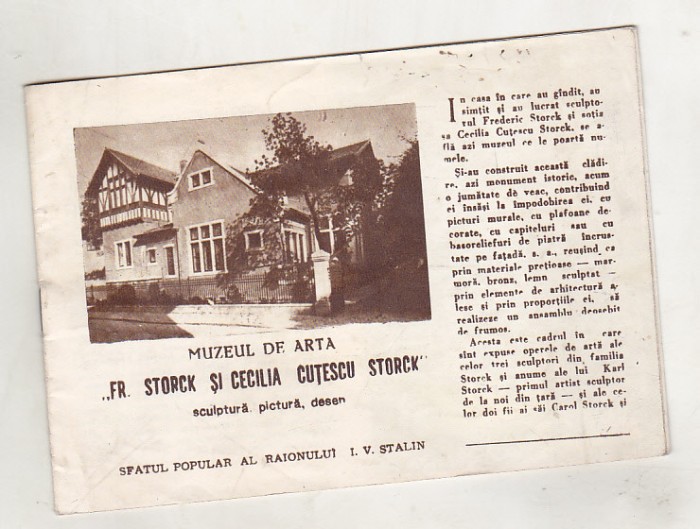 MUZEUL DE ARTA
„FR. STORCK ȘI CECILIA CUȚESCU STORCK"
sculptură, pictură, desen
SFATUL POPULAR AL RAIONULUI I. V. STALIN
In casa în care au gîndit, au
simțit și au lucrat sculpto-
rul Frederic Storck și soția
sa Cecilia Cuțescu Storck, se a-
flă azi muzeul ce le poartă nu-
mele.
Și-au construit această clădi-
re, azi monument istoric, acum
o jumătate de veac, contribuind
ei înșăși la împodobirea ei, cu
picturi murale, cu plafoane de-
corate, cu capiteluri sau cu
basoreliefuri de piatră încrus-
tate pe fațadă, s. a., reușind ca
prin materiale prețioase — mar-
moră, bronz, lemn sculptat —
prin elemente de arhitectură a-
lese și prin proporțiile ei, să
realizeze un ansamblu deosebit
de frumos.
Acesta este cadrul în care
sînt expuse operele de artă ale
celor trei sculptori din familia
Storck și anume ale lui Karl
Storck — primul artist sculptor
de la noi din țară — și ale ce-
lor doi fii ai săi Carol Storck și